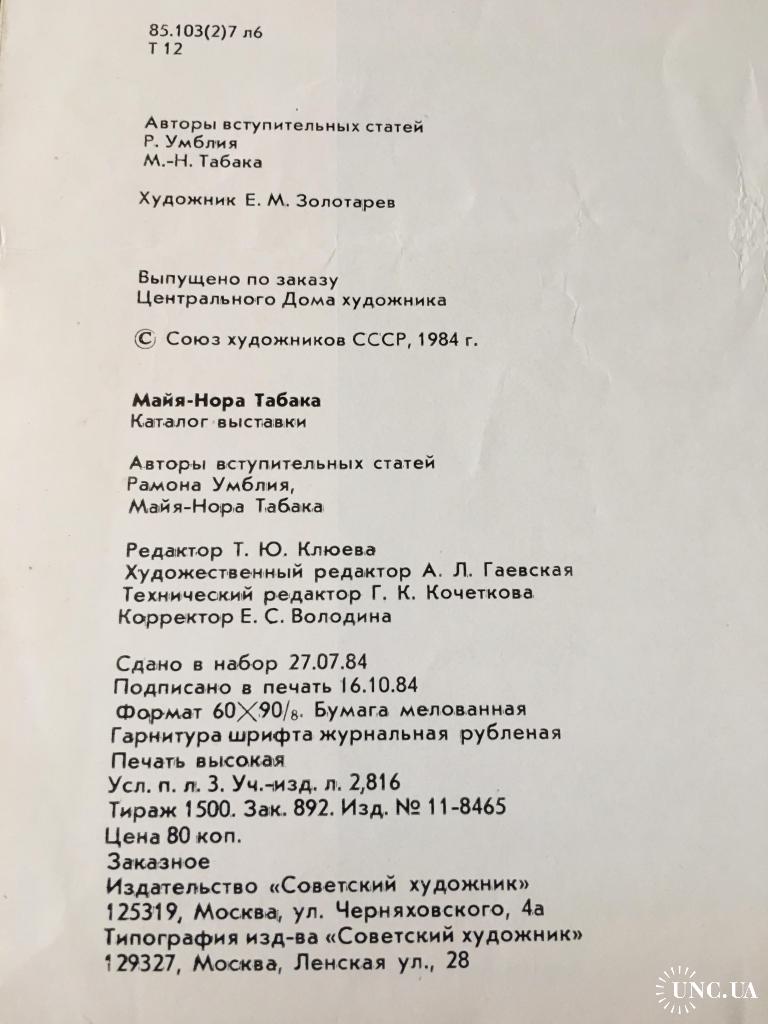 85.103(2)7 лб
Т 12
Авторы вступительных статей
Р. Умблия
М.-Н. Табака
Художник Е. М. Золотарев
Выпущено по заказу
Центрального Дома художника
© Союз художников СССР, 1984 г.
Майя-Нора Табака
Каталог выставки
Авторы вступительных статей
Рамона Умблия,
Майя-Нора Табака
Редактор Т. Ю. Клюева
Художественный редактор А. Л. Гаевская
Технический редактор Г. К. Кочеткова
Корректор Е. С. Володина
Сдано в набор 27.07.84
Подписано в печать 16.10.84
Формат 60×90/8. Бумага мелованная
Гарнитура шрифта журнальная рубленая
Печать высокая
Усл. п. л. 3. Уч.-изд. л. 2,816
Тираж 1500. Зак. 892. Изд. № 11-8465
Цена 80 коп.
Заказное
Издательство «Советский художник»
125319, Москва, ул. Черняховского, 4а
Типография изд-ва «Советский художник»
129327, Москва, Ленская ул., 28
UNC.UA